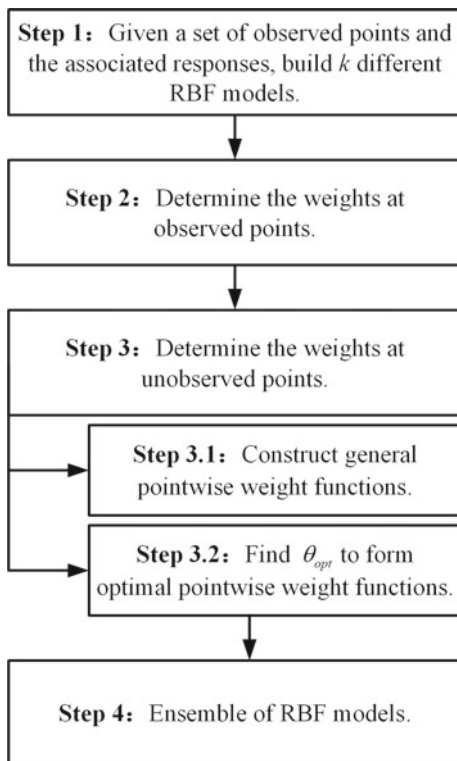 Step 1: Given a set of observed points and
the associated responses, build k different
RBF models.
Step 2: Determine the weights at
observed points.
Step 3: Determine the weights at
unobserved points.
Step 3.1: Construct general
pointwise weight functions.
Step 3.2: Find θopt to form
optimal pointwise weight functions.
Step 4: Ensemble of RBF models.